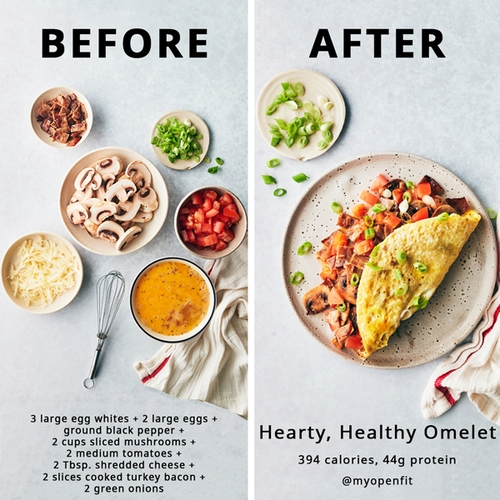 BEFORE
3 large egg whites + 2 large eggs +
ground black pepper +
2 cups sliced mushrooms +
2 medium tomatoes +
2 Tbsp. shredded cheese +
2 slices cooked turkey bacon +
2 green onions
AFTER
Hearty, Healthy Omelet
394 calories, 44g protein
@myopenfit